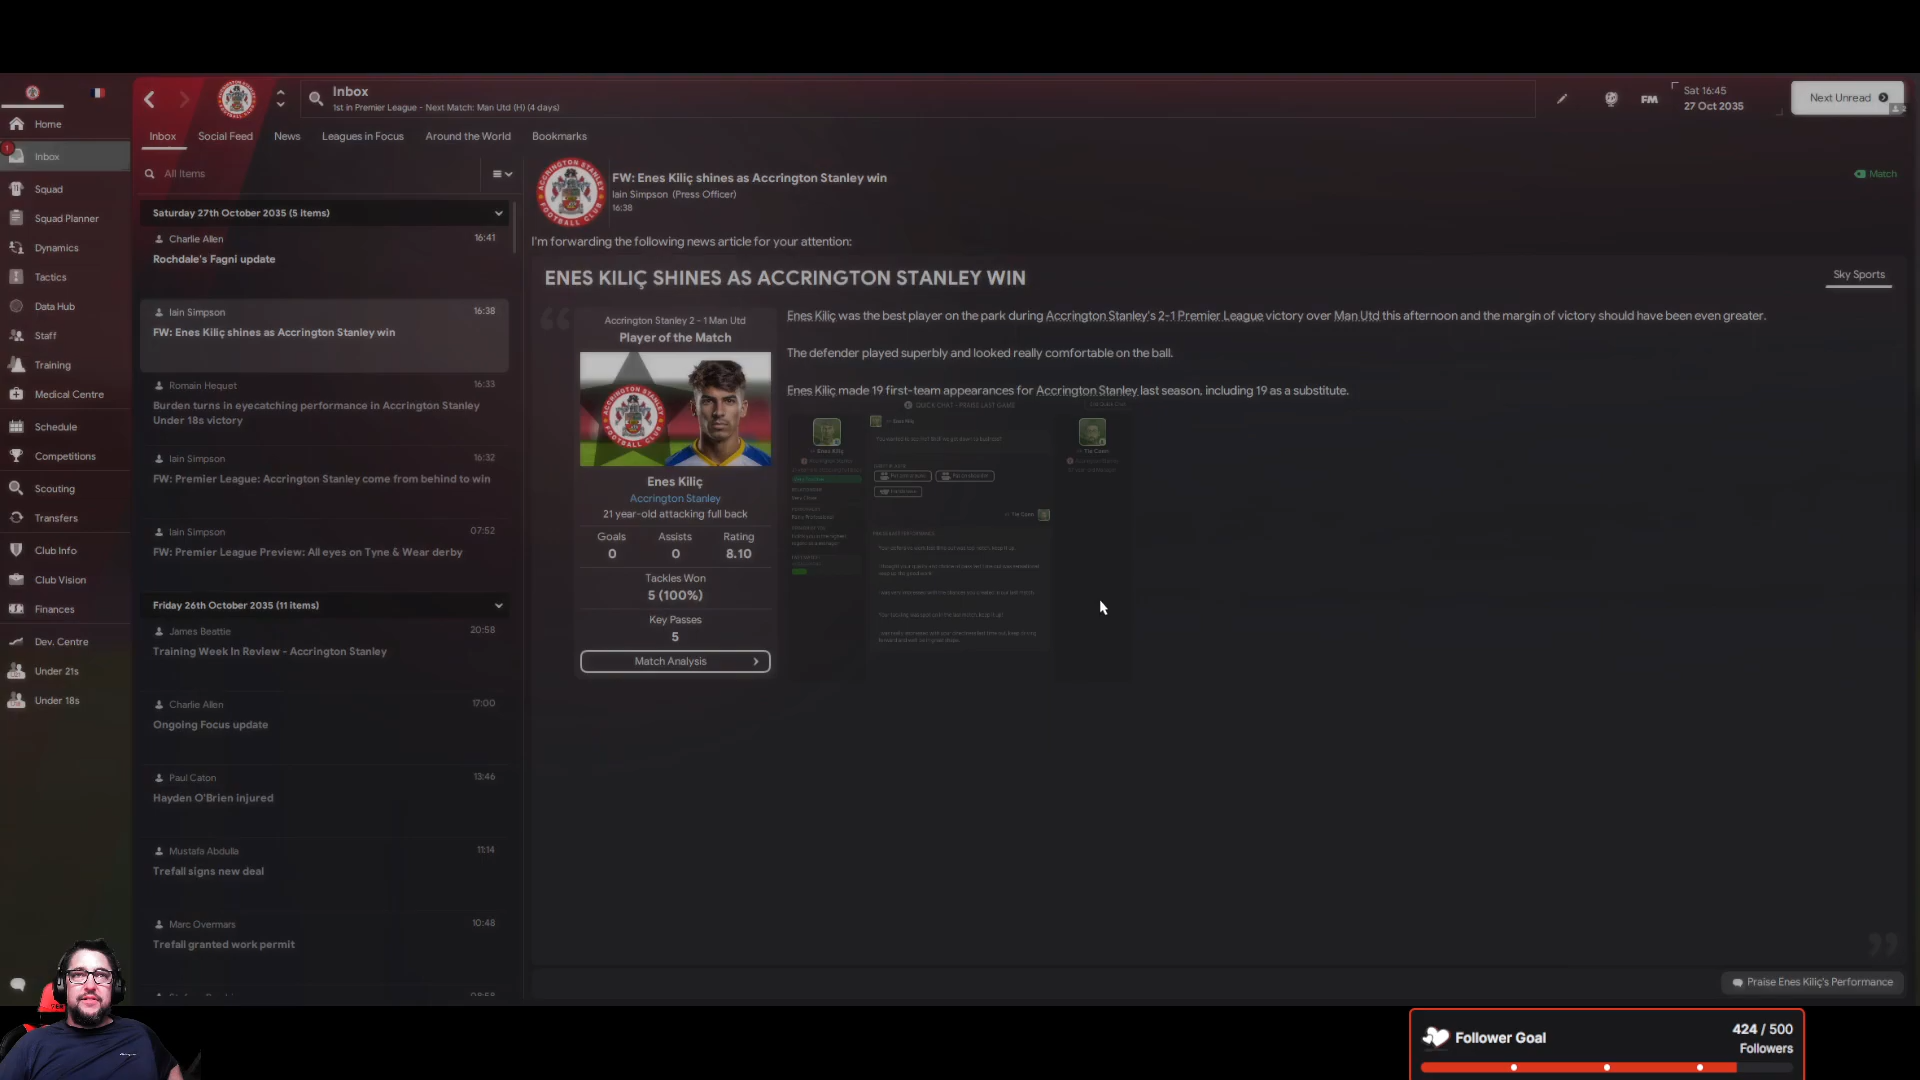 Inbox
1st in Premier League - Next Match: Man Utd (H) (4 days)
FM
Sat 16:45
27 Oct 2035
Next Unread
Home
1
Inbox
Squad
Squad Planner
Dynamics
Tactics
Data Hub
Staff
Training
Medical Centre
Schedule
Competitions
Scouting
Transfers
Club Info
Club Vision
Finances
Dev. Centre
Under 21s
Under 18s
Inbox
Social Feed
News
Leagues in Focus
Around the World
Bookmarks
All Items
Saturday 27th October 2035 (5 items)
Charlie Allen
16:41
Rochdale's Fagni update
Iain Simpson
16:38
FW: Enes Kiliç shines as Accrington Stanley win
Romain Hequet
16:33
Burden turns in eyecatching performance in Accrington Stanley
Under 18s victory
Iain Simpson
16:32
FW: Premier League: Accrington Stanley come from behind to win
Iain Simpson
07:52
FW: Premier League Preview: All eyes on Tyne & Wear derby
Friday 26th October 2035 (11 items)
James Beattie
20:58
Training Week In Review - Accrington Stanley
Charlie Allen
17:00
Ongoing Focus update
Paul Caton
13:46
Hayden O'Brien injured
Mustafa Abdulla
11:14
Trefall signs new deal
Marc Overmars
10:48
Trefall granted work permit
FW: Enes Kiliç shines as Accrington Stanley win
Iain Simpson (Press Officer)
16:38
Match
I'm forwarding the following news article for your attention:
ENES KILIÇ SHINES AS ACCRINGTON STANLEY WIN
Sky Sports
Accrington Stanley 2 - 1 Man Utd
Player of the Match
Enes Kiliç
Accrington Stanley
21 year-old attacking full back
Goals
Assists
Rating
0
0
8.10
Tackles Won
5 (100%)
Key Passes
5
Match Analysis
Enes Kiliç was the best player on the park during Accrington Stanley's 2-1 Premier League victory over Man Utd this afternoon and the margin of victory should have been even greater.
The defender played superbly and looked really comfortable on the ball.
Enes Kiliç made 19 first-team appearances for Accrington Stanley last season, including 19 as a substitute.
QUICK CHAT - PRAISE LAST GAME
Praise Enes Kiliç's Performance
Follower Goal
424 / 500
Followers